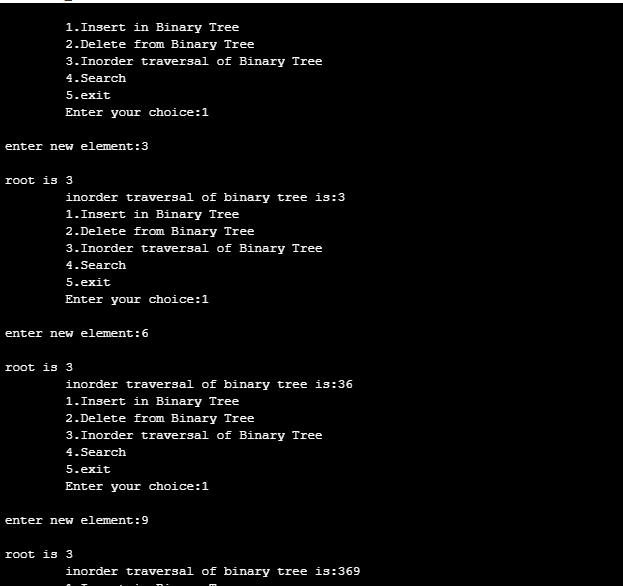 1.Insert in Binary Tree
2.Delete from Binary Tree
3.Inorder traversal of Binary Tree
4.Search
5.exit
Enter your choice:1
enter new element:3
root is 3
inorder traversal of binary tree is:3
1.Insert in Binary Tree
2.Delete from Binary Tree
3.Inorder traversal of Binary Tree
4.Search
5.exit
Enter your choice:1
enter new element:6
root is 3
inorder traversal of binary tree is:36
1.Insert in Binary Tree
2.Delete from Binary Tree
3.Inorder traversal of Binary Tree
4.Search
5.exit
Enter your choice:1
enter new element:9
root is 3
inorder traversal of binary tree is:369